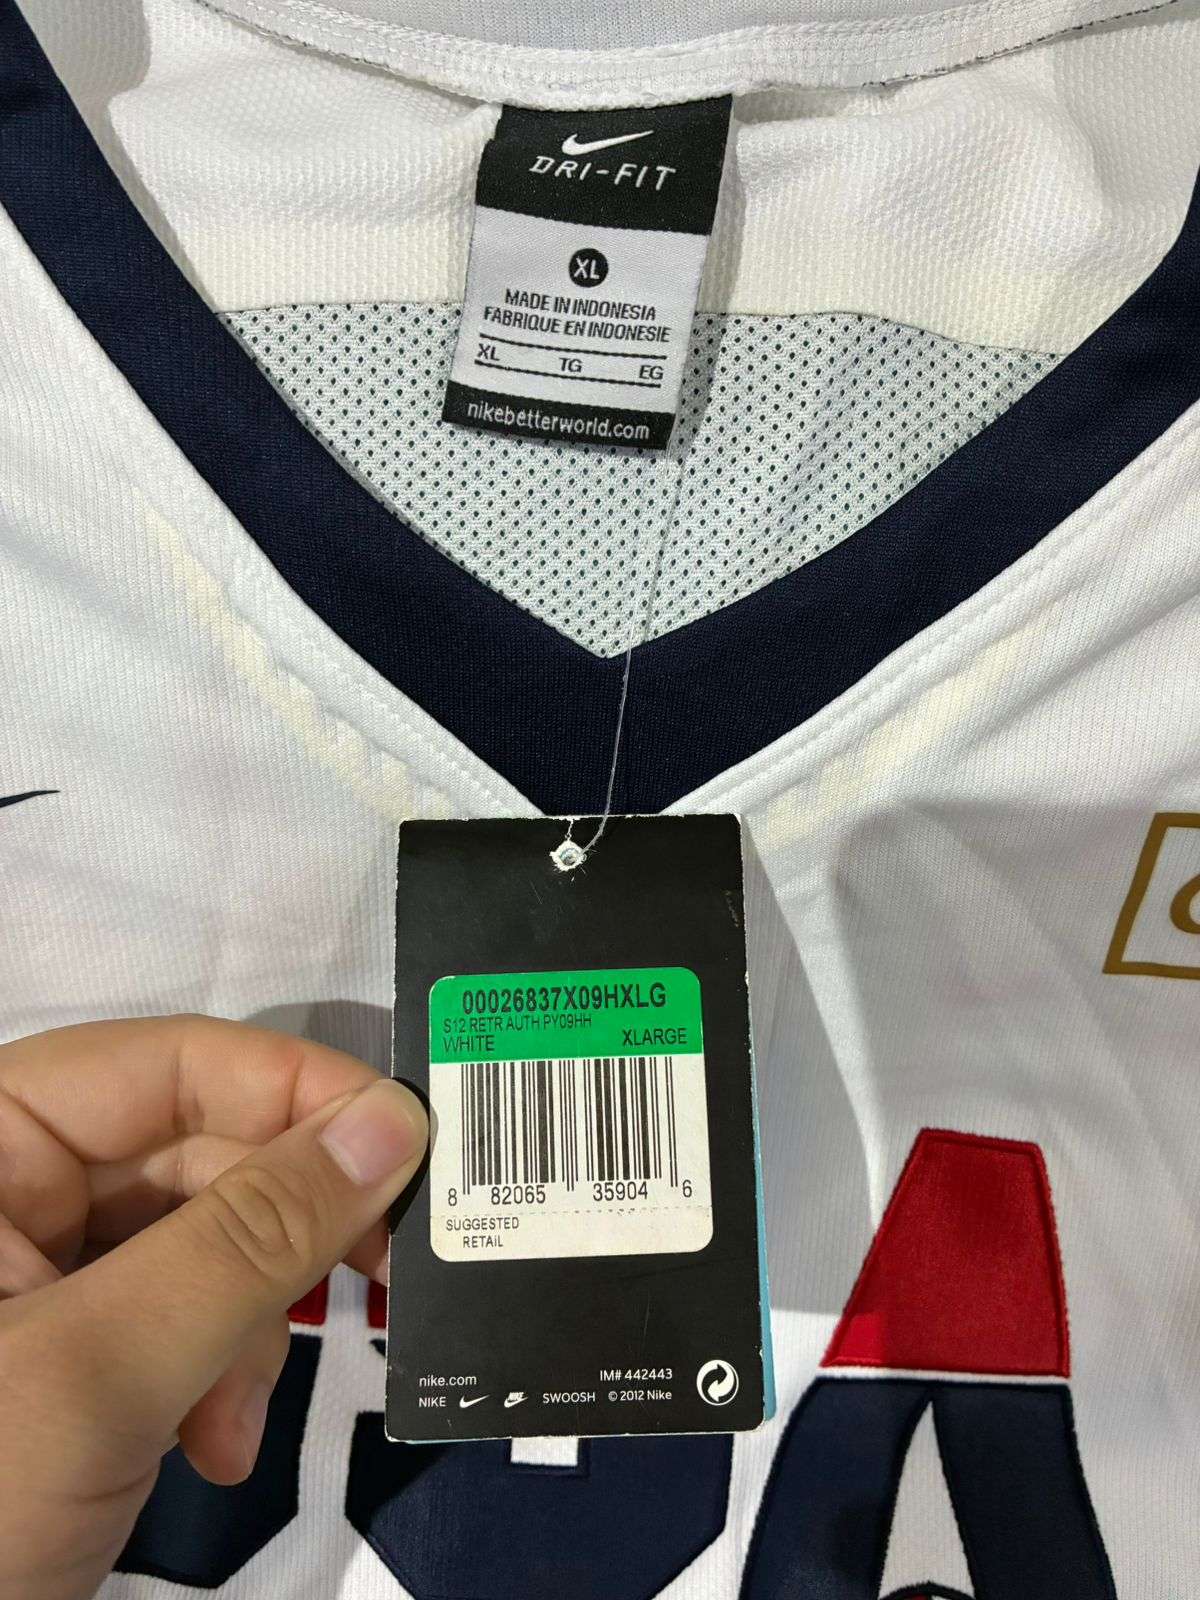 DRI-FIT
XL
MADE IN INDONESIA
FABRIQUE EN INDONESIE
XL TG EG
nikebetterworld.com
00026837X09HXLG
S12 RETR AUTH PY09HH
WHITE XLARGE
8 82065 35904 6
SUGGESTED
RETAIL
nike.com IM# 442443
NIKE NIKE SWOOSH © 2012 Nike
A